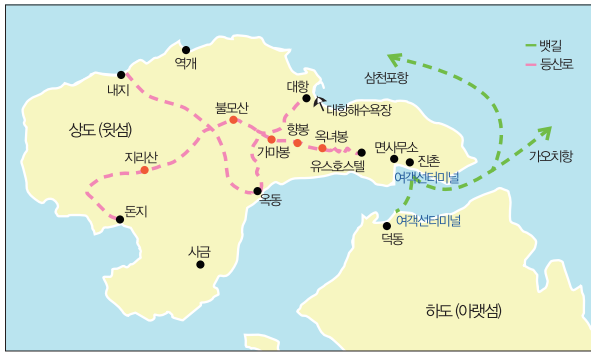 뱃길
등산로
역개
내지
대항
삼천포항
불모산
대항해수욕장
상도 (윗섬)
향봉
옥녀봉
가마봉
면사무소
가오치항
지리산
유스호스텔
진촌
여객선터미널
옥동
돈지
여객선터미널
덕동
사금
하도 (아랫섬)